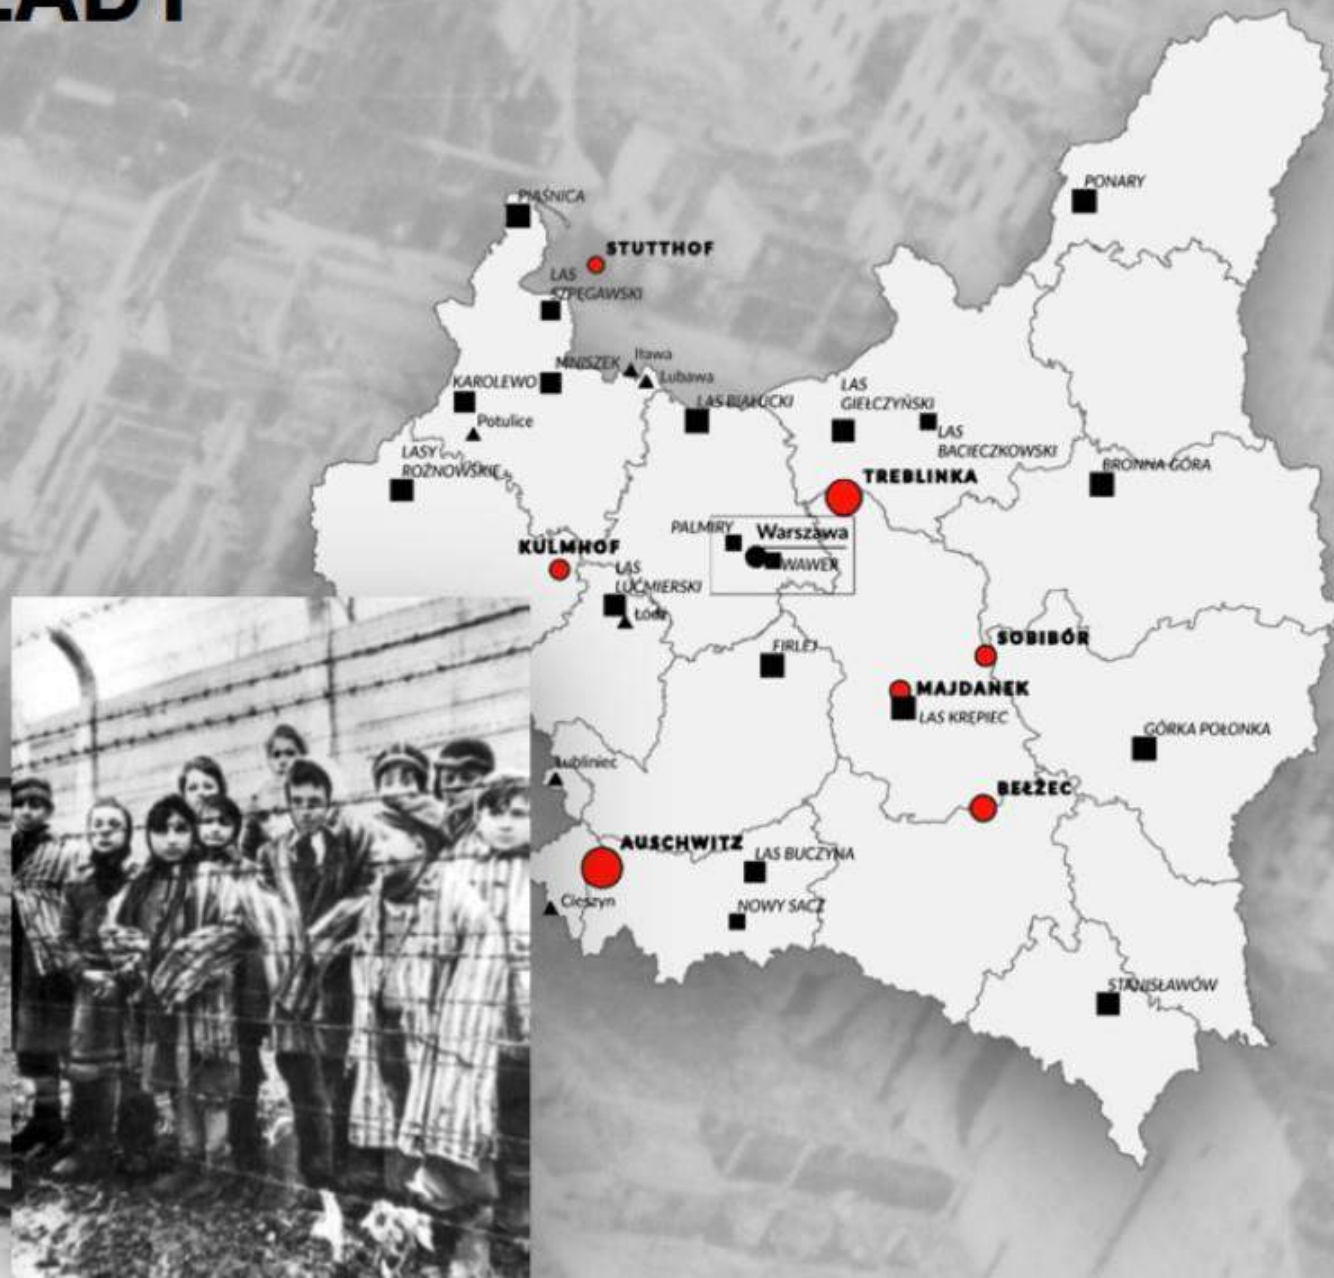 PIAŚNICA
PONARY
STUTTHOF
LAS
SZPĘGAWSKI
MNISZEK
Iława
Lubawa
KAROLEWO
Potulice
LAS BIAŁUCKI
LAS
GIEŁCZYŃSKI
LAS
BACIECZKOWSKI
LASY
ROŻNOWSKIE
BRONNA GÓRA
TREBLINKA
PALMIRY
Warszawa
WAWER
KULMHOF
LAS
LUĆMIERSKI
Łódź
FIRLEJ
SOBIBÓR
MAJDANEK
LAS KRĘPIEC
GÓRKA POŁONKA
Lubliniec
BEŁŻEC
AUSCHWITZ
LAS BUCZYNA
Cieszyn
NOWY SĄCZ
STANISŁAWÓW